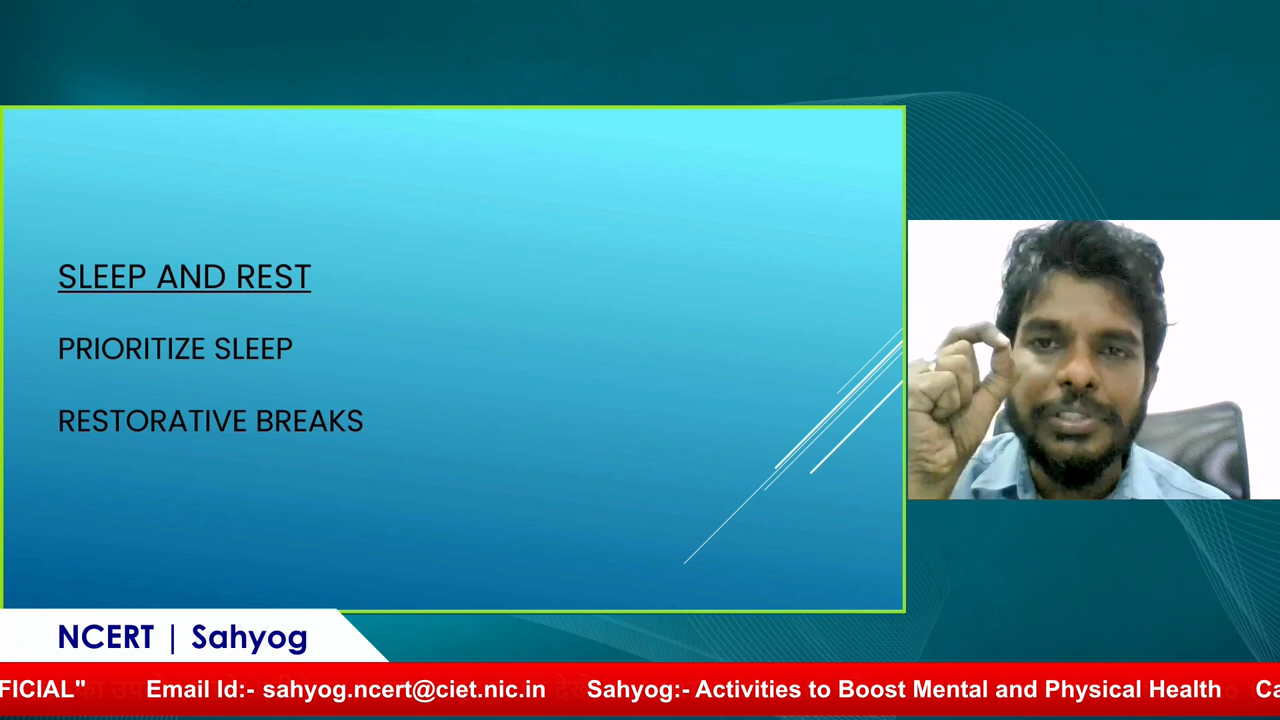 SLEEP AND REST
PRIORITIZE SLEEP
RESTORATIVE BREAKS
NCERT | Sahyog
FICIAL" Email Id:- sahyog.ncert@ciet.nic.in Sahyog:- Activities to Boost Mental and Physical Health Ca